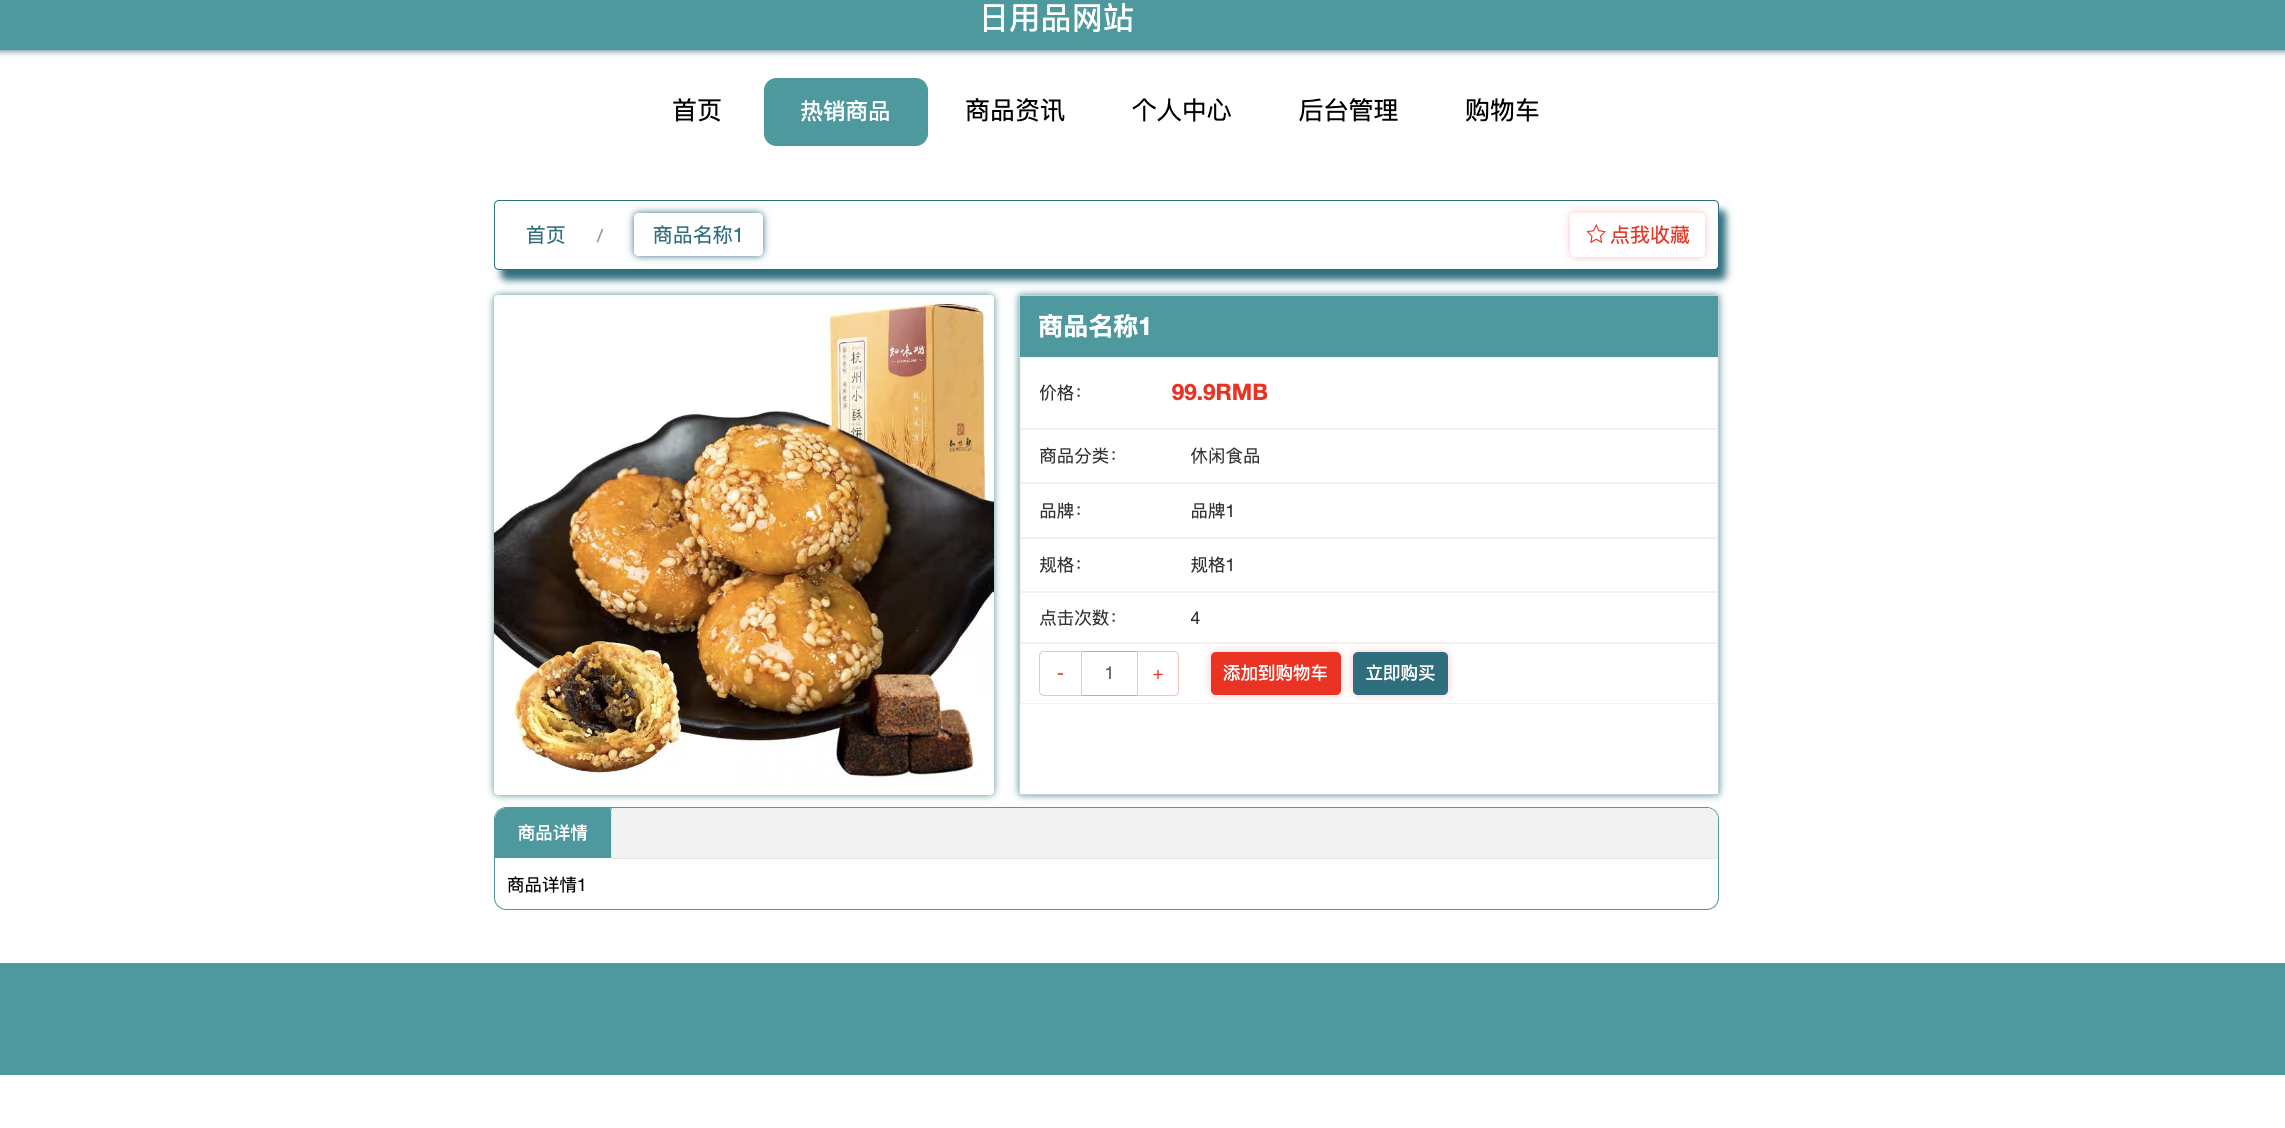 日用品网站
首页 热销商品 商品资讯 个人中心 后台管理 购物车
首页 / 商品名称1 点我收藏
杭州小酥饼
商品名称1
价格： 99.9RMB
商品分类： 休闲食品
品牌： 品牌1
规格： 规格1
点击次数： 4
- 1 + 添加到购物车 立即购买
商品详情
商品详情1